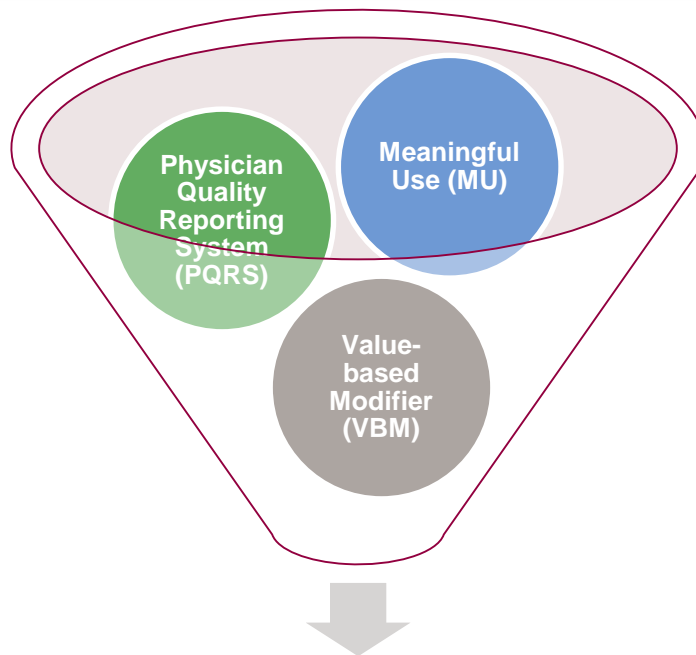 Physician
Quality
Reporting
System
(PQRS)
Meaningful
Use (MU)
Value-
based
Modifier
(VBM)